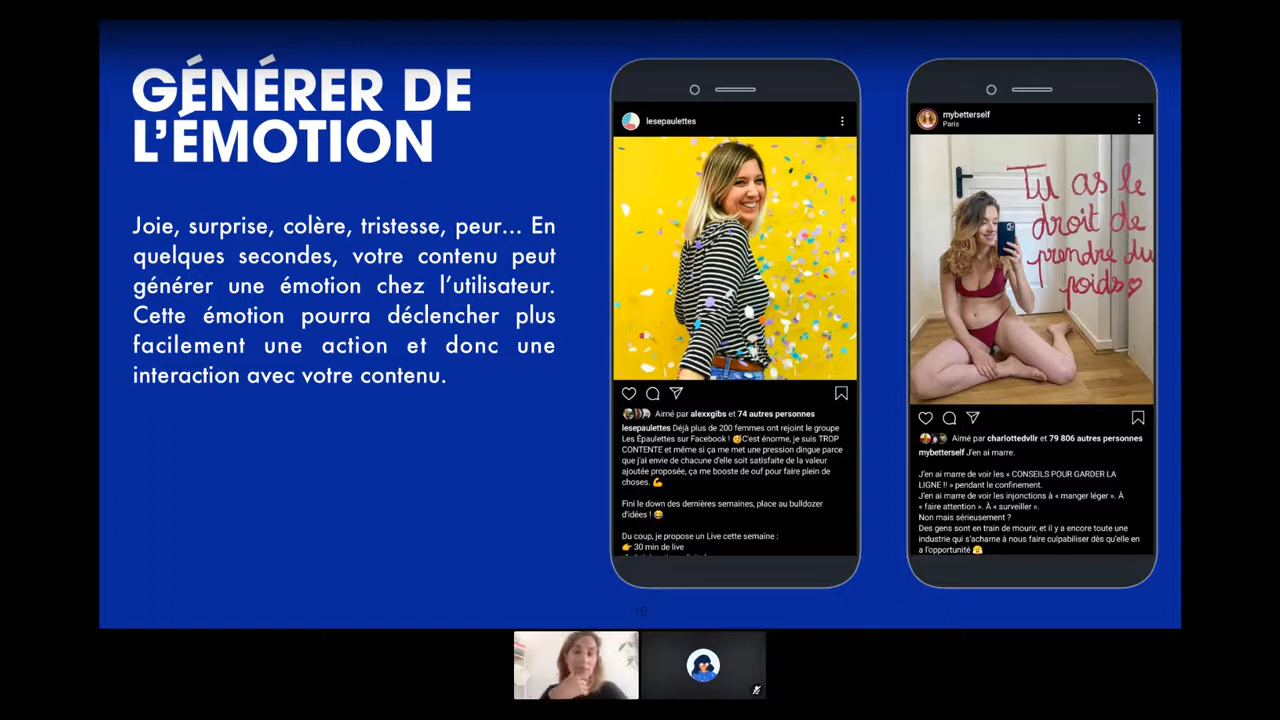 GÉNÉRER DE
L'ÉMOTION
Joie, surprise, colère, tristesse, peur... En
quelques secondes, votre contenu peut
générer une émotion chez l'utilisateur.
Cette émotion pourra déclencher plus
facilement une action et donc une
interaction avec votre contenu.
lesepaulettes
Aimé par alexxgibs et 74 autres personnes
lesepaulettes Déjà plus de 200 femmes ont rejoint le groupe
Les Épaulettes sur Facebook ! 🥳C'est énorme, je suis TROP
CONTENTE et même si ça me met une pression dingue parce
que j'ai envie de chacune d'elle soit satisfaite de la valeur
ajoutée proposée, ça me booste de ouf pour faire plein de
choses. 💪
Fini le down des dernières semaines, place au bulldozer
d'idées ! 😂
Du coup, je propose un Live cette semaine :
👉 30 min de live
mybetterself
Paris
Tu as le
droit de
prendre du
poids♡
Aimé par charlottedvllr et 79 806 autres personnes
mybetterself J'en ai marre.
J'en ai marre de voir les « CONSEILS POUR GARDER LA
LIGNE !! » pendant le confinement.
J'en ai marre de voir les injonctions à « manger léger ». À
« faire attention ». À « surveiller ».
Non mais sérieusement ?
Des gens sont en train de mourir, et il y a encore toute une
industrie qui s'acharne à nous faire culpabiliser dès qu'elle en
a l'opportunité 😤
16